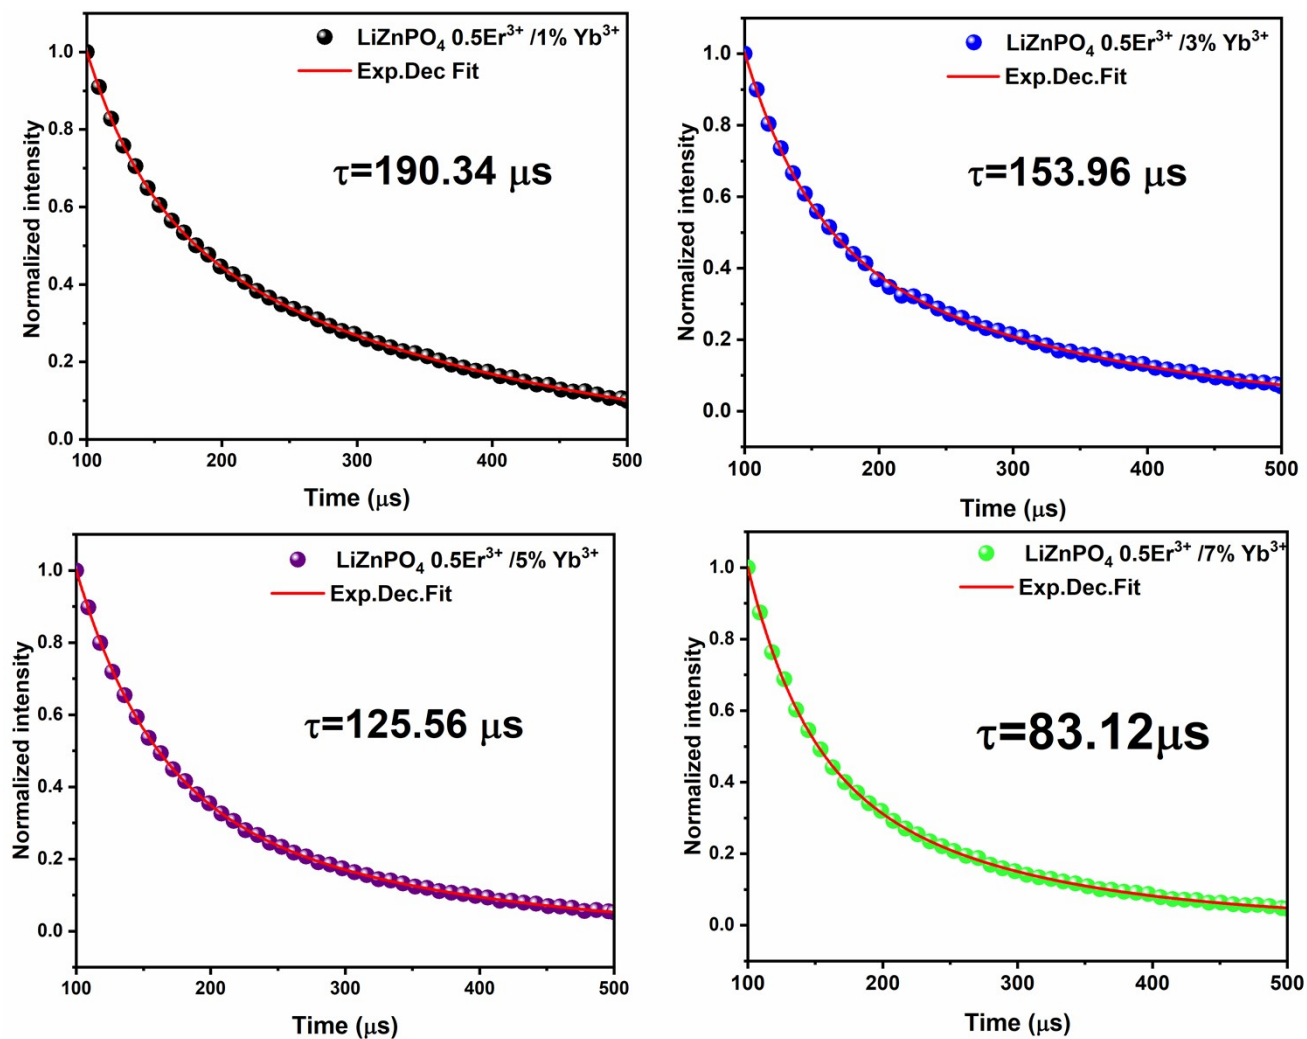 LiZnPO₄ 0.5Er³⁺ /1% Yb³⁺
Exp.Dec Fit
τ=190.34 μs
Normalized intensity
1.0
0.8
0.6
0.4
0.2
0.0
100
200
300
400
500
Time (μs)
LiZnPO₄ 0.5Er³⁺ /3% Yb³⁺
Exp.Dec.Fit
τ=153.96 μs
Normalized intensity
1.0
0.8
0.6
0.4
0.2
0.0
100
200
300
400
500
Time (μs)
LiZnPO₄ 0.5Er³⁺ /5% Yb³⁺
Exp.Dec.Fit
τ=125.56 μs
Normalized intensity
1.0
0.8
0.6
0.4
0.2
0.0
100
200
300
400
500
Time (μs)
LiZnPO₄ 0.5Er³⁺ /7% Yb³⁺
Exp.Dec.Fit
τ=83.12μs
Normalized intensity
1.0
0.8
0.6
0.4
0.2
0.0
100
200
300
400
500
Time (μs)